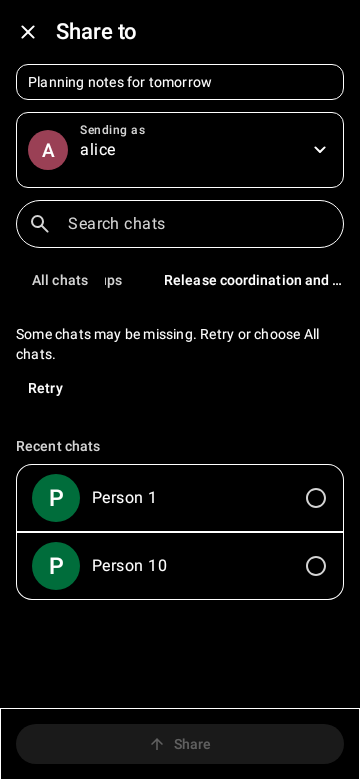 Share to
Planning notes for tomorrow
Sending as
A
alice
Search chats
All chats
Release coordination and …
Some chats may be missing. Retry or choose All
chats.
Retry
Recent chats
P
Person 1
P
Person 10
Share